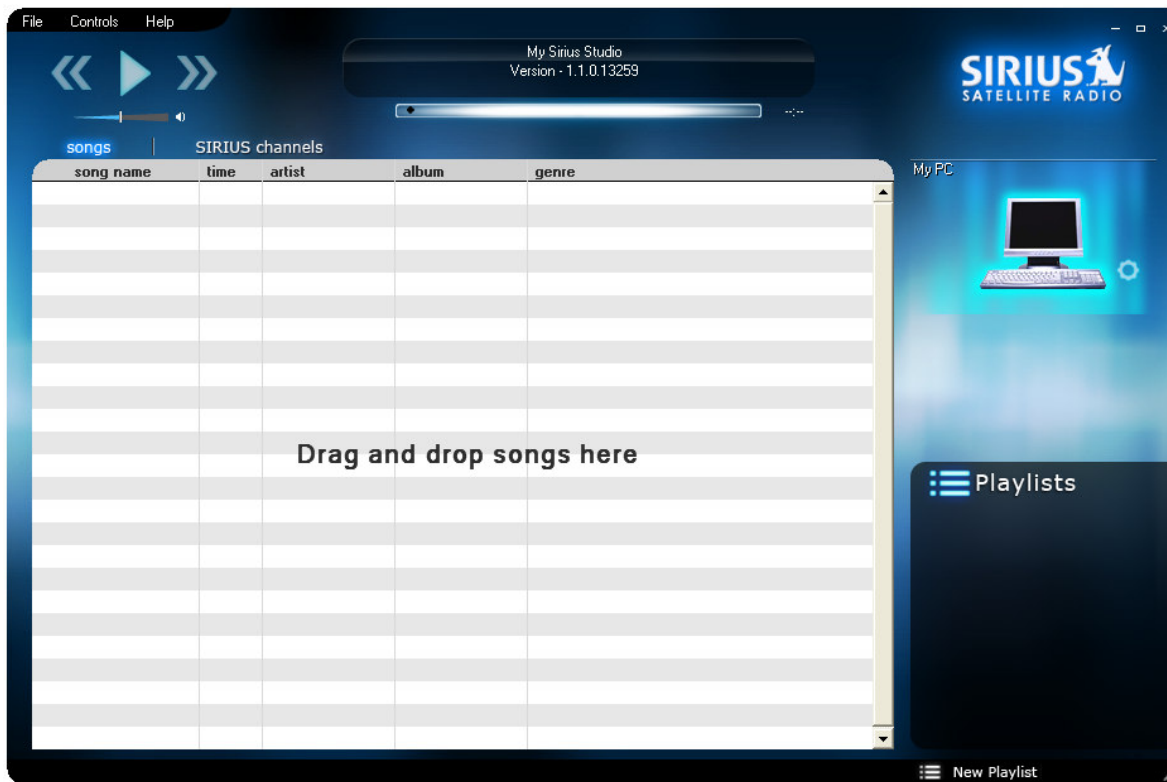 File Controls Help
My Sirius Studio
Version - 1.1.0.13259
SIRIUS
SATELLITE RADIO
--:--
songs | SIRIUS channels
song name time artist album genre
My PC
Drag and drop songs here
Playlists
New Playlist